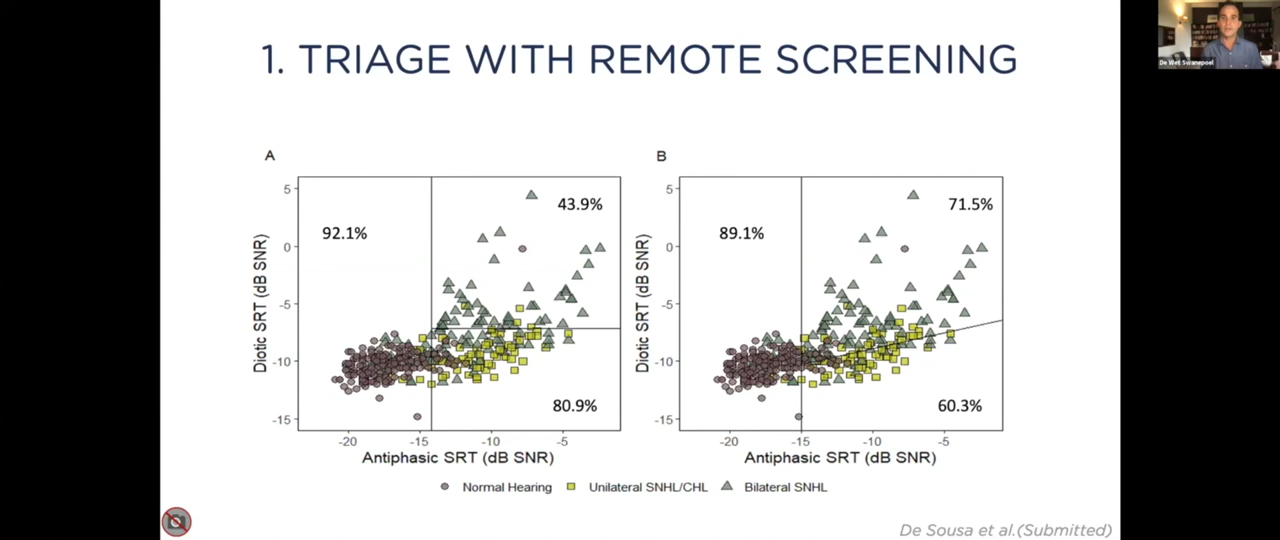 1. TRIAGE WITH REMOTE SCREENING
De Wet Swanepoel
A
5
0
-5
-10
-15
Diotic SRT (dB SNR)
92.1%
43.9%
80.9%
-20
-15
-10
-5
Antiphasic SRT (dB SNR)
B
5
0
-5
-10
-15
Diotic SRT (dB SNR)
89.1%
71.5%
60.3%
-20
-15
-10
-5
Antiphasic SRT (dB SNR)
Normal Hearing
Unilateral SNHL/CHL
Bilateral SNHL
De Sousa et al.(Submitted)